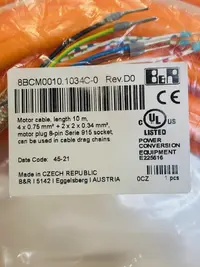 8BCM0010.1034C-0 Rev.D0
B&R
Motor cable, length 10 m,
4 x 0.75 mm² + 2 x 2 x 0.34 mm²,
motor plug 8-pin Serie 915 socket,
can be used in cable drag chains
c UL US
LISTED
POWER
CONVERSION
EQUIPMENT
E225616
Date Code: 45-21
Made in CZECH REPUBLIC
B&R I 5142 I Eggelsberg I AUSTRIA
0CZ
1 pcs